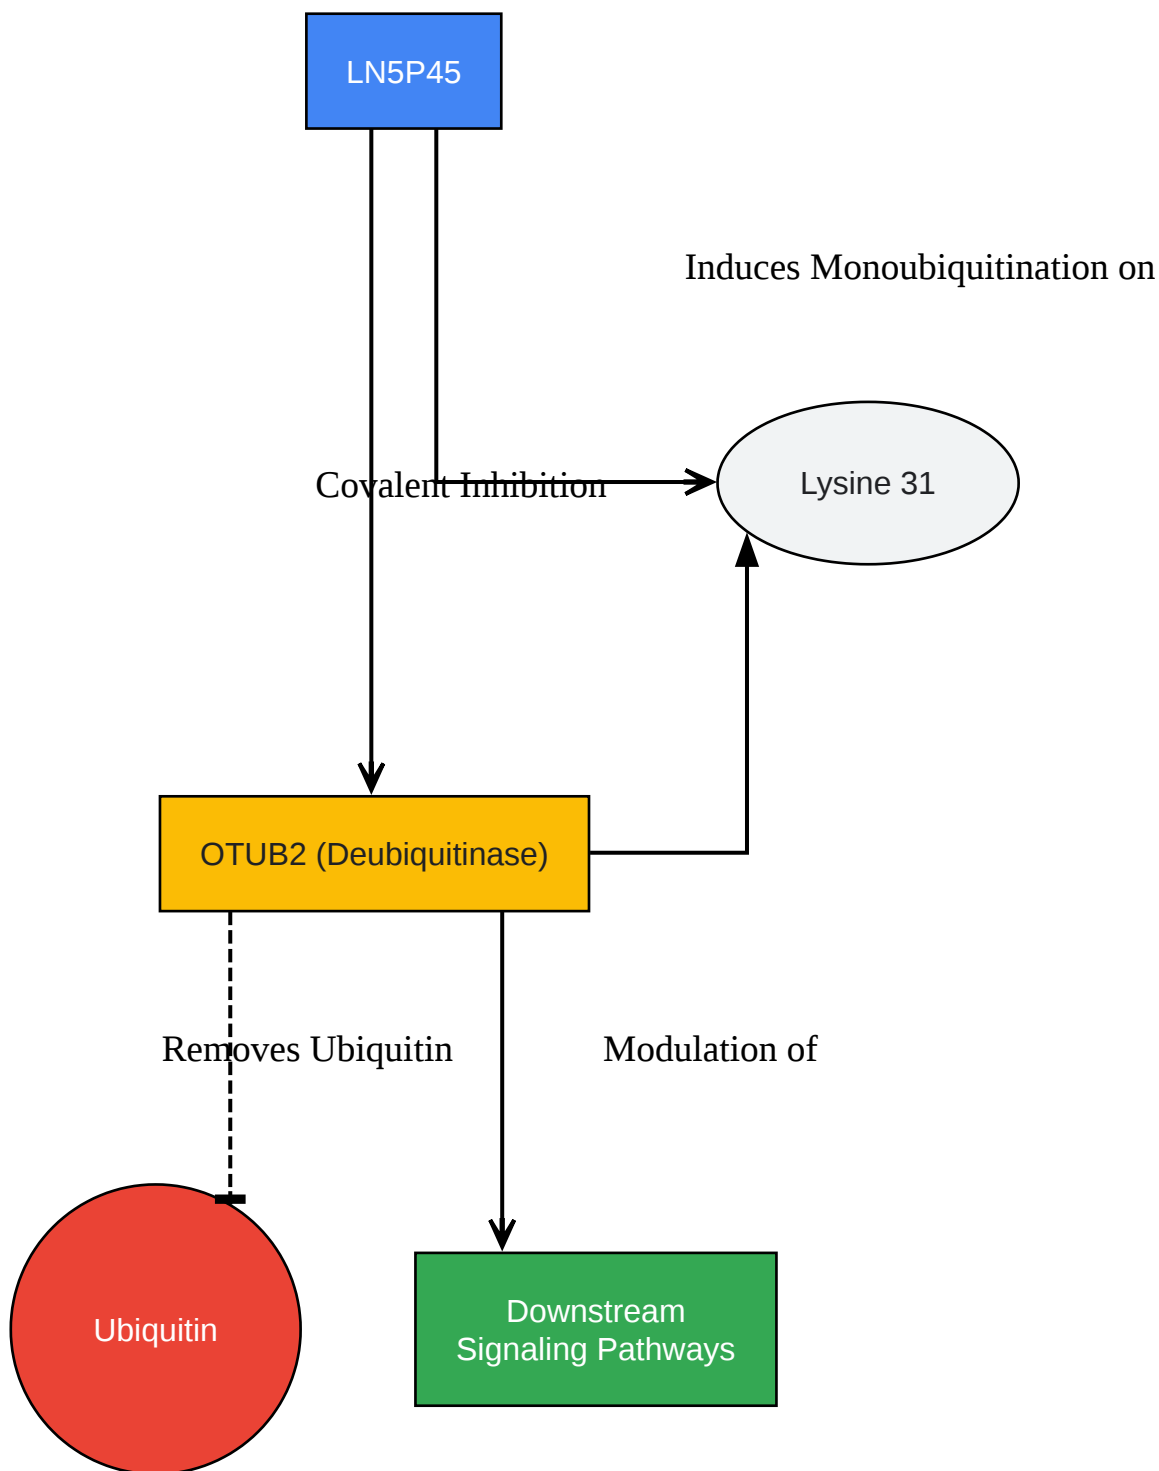 LN5P45
Induces Monoubiquitination on
Covalent Inhibition
Lysine 31
OTUB2 (Deubiquitinase)
Removes Ubiquitin
Modulation of
Ubiquitin
Downstream
Signaling Pathways